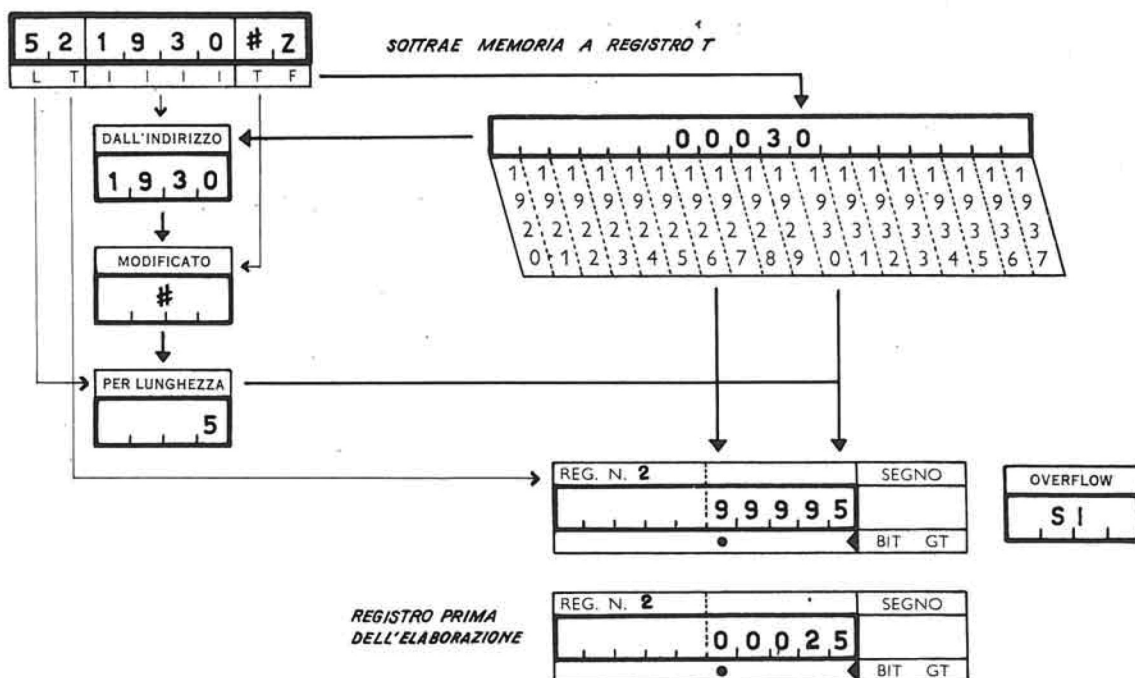 5 2 1 9 3 0 # Z
L T I I I I T F
SOTTRAE MEMORIA A REGISTRO T
DALL'INDIRIZZO
1 9 3 0
MODIFICATO
#
PER LUNGHEZZA
5
0 0 0 3 0
1 1 1 1 1 1 1 1 1 1 1 1 1 1 1 1 1
9 9 9 9 9 9 9 9 9 9 9 9 9 9 9 9 9 9
2 2 2 2 2 2 2 2 2 2 3 3 3 3 3 3 3 3
0 1 2 3 4 5 6 7 8 9 0 1 2 3 4 5 6 7
REG. N. 2 SEGNO
9 9 9 9 5
BIT GT
OVERFLOW
SI
REGISTRO PRIMA
DELL'ELABORAZIONE
REG. N. 2 SEGNO
0 0 0 2 5
BIT GT